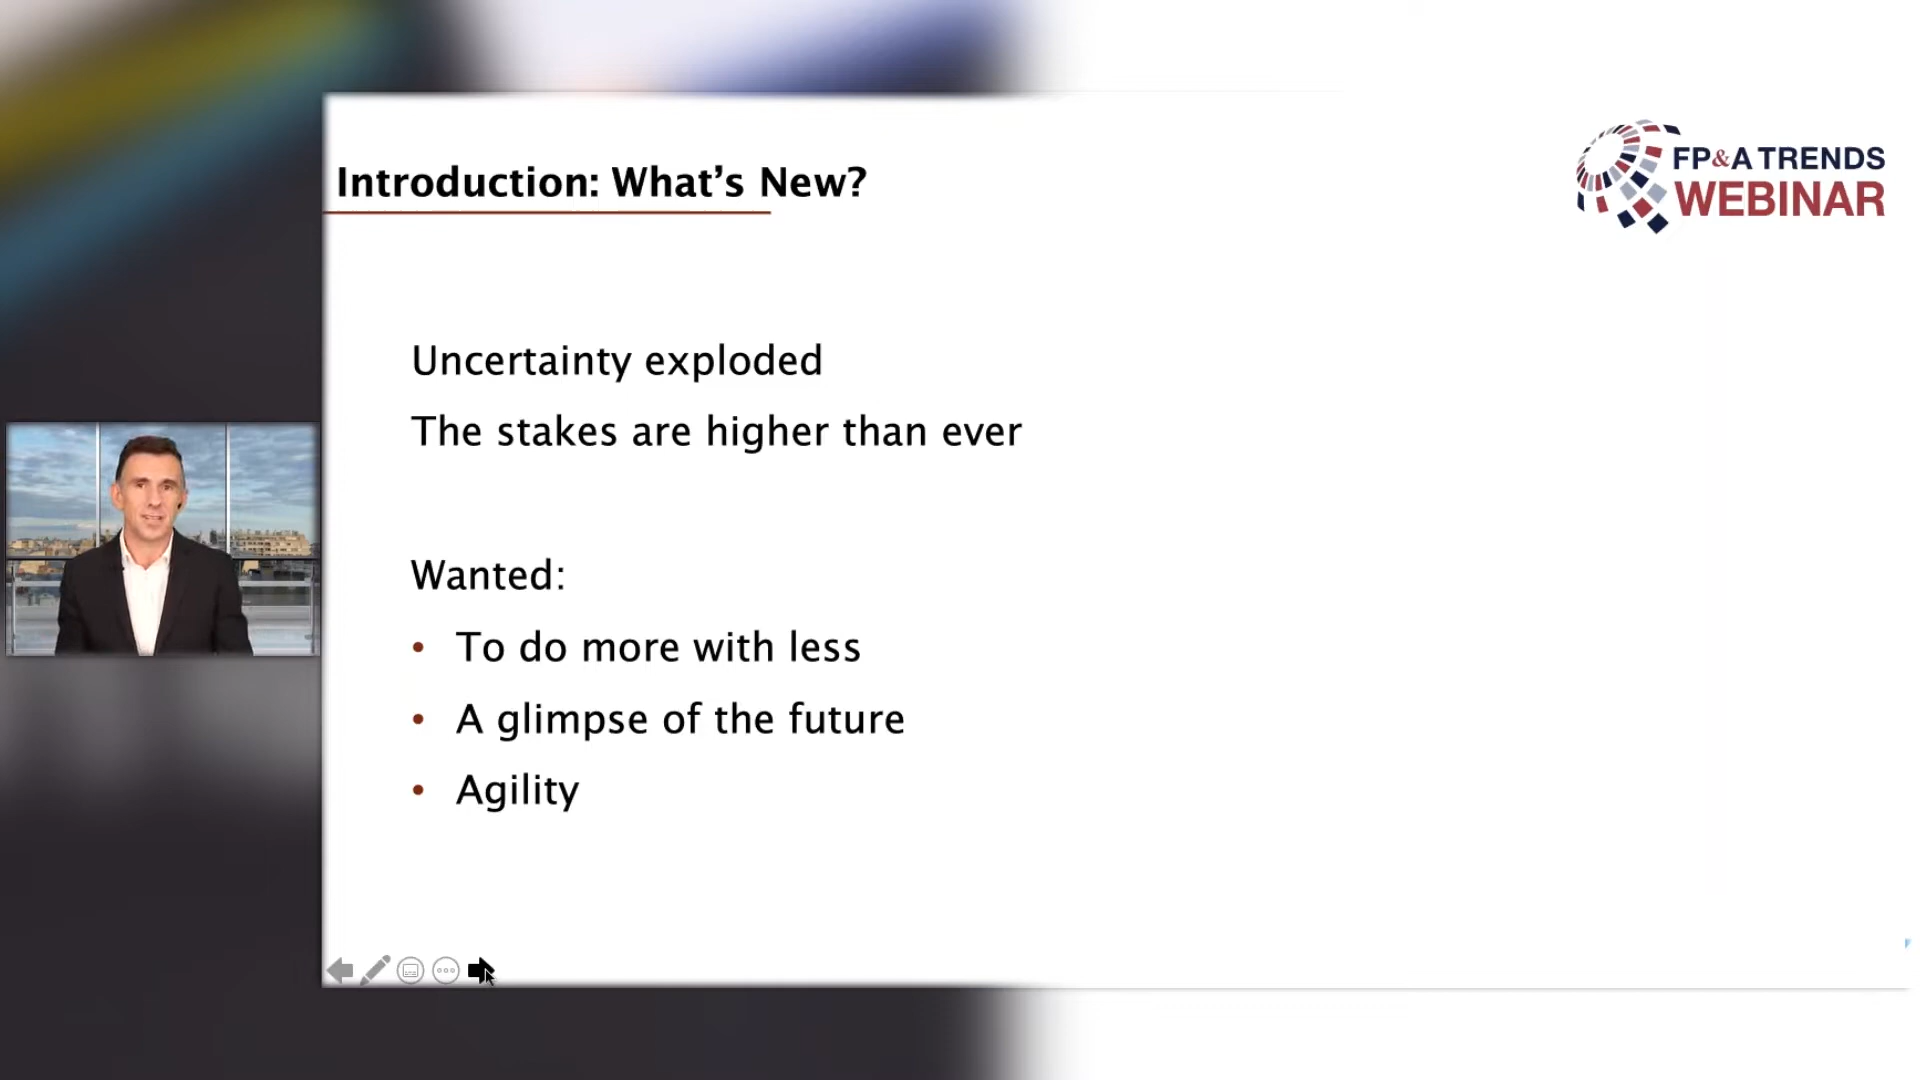 Introduction: What's New?
FP&A TRENDS
WEBINAR
Uncertainty exploded
The stakes are higher than ever
Wanted:
• To do more with less
• A glimpse of the future
• Agility